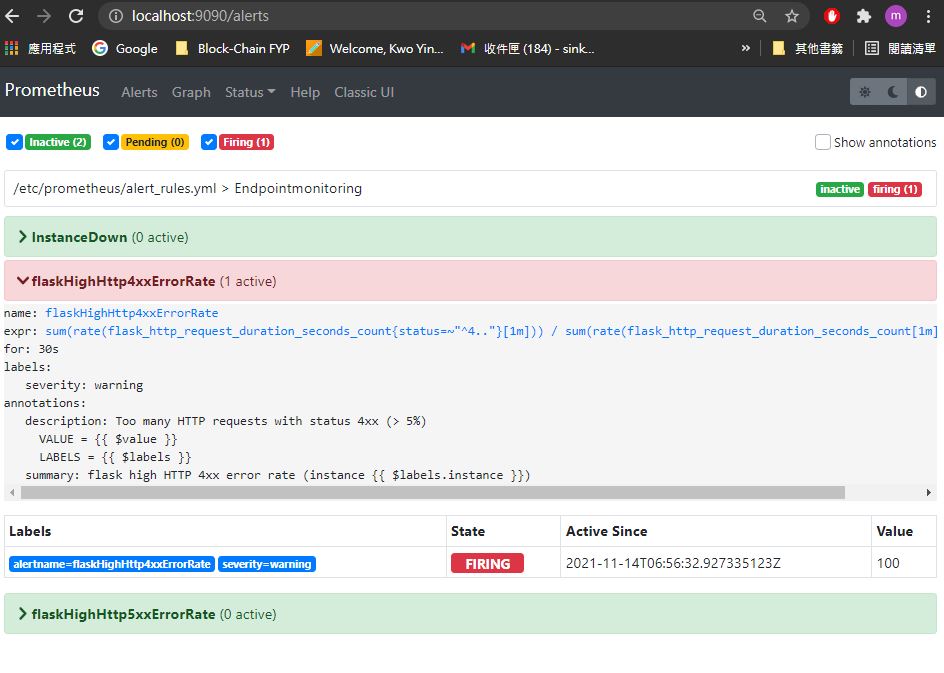 localhost:9090/alerts
應用程式 Google Block-Chain FYP Welcome, Kwo Yin... 收件匣 (184) - sink... » 其他書籤 閱讀清單
Prometheus Alerts Graph Status Help Classic UI
Inactive (2) Pending (0) Firing (1) Show annotations
/etc/prometheus/alert_rules.yml > Endpointmonitoring inactive firing (1)
InstanceDown (0 active)
flaskHighHttp4xxErrorRate (1 active)
name: flaskHighHttp4xxErrorRate
expr: sum(rate(flask_http_request_duration_seconds_count{status=~"^4.."}[1m])) / sum(rate(flask_http_request_duration_seconds_count[1m]
for: 30s
labels:
severity: warning
annotations:
description: Too many HTTP requests with status 4xx (> 5%)
VALUE = {{ $value }}
LABELS = {{ $labels }}
summary: flask high HTTP 4xx error rate (instance {{ $labels.instance }})
Labels State Active Since Value
alertname=flaskHighHttp4xxErrorRate severity=warning FIRING 2021-11-14T06:56:32.927335123Z 100
flaskHighHttp5xxErrorRate (0 active)